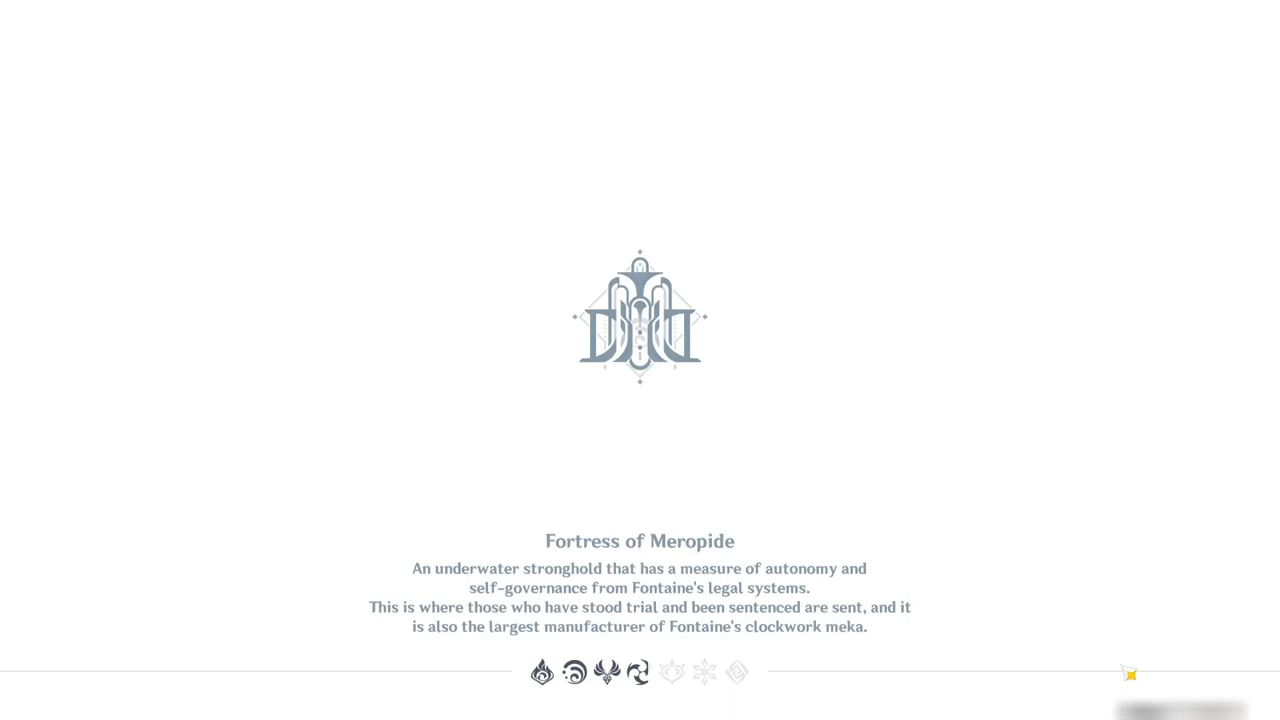 Fortress of Meropide
An underwater stronghold that has a measure of autonomy and
self-governance from Fontaine's legal systems.
This is where those who have stood trial and been sentenced are sent, and it
is also the largest manufacturer of Fontaine's clockwork meka.